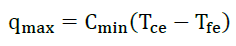 q_max = C_min(T_ce − T_fe)